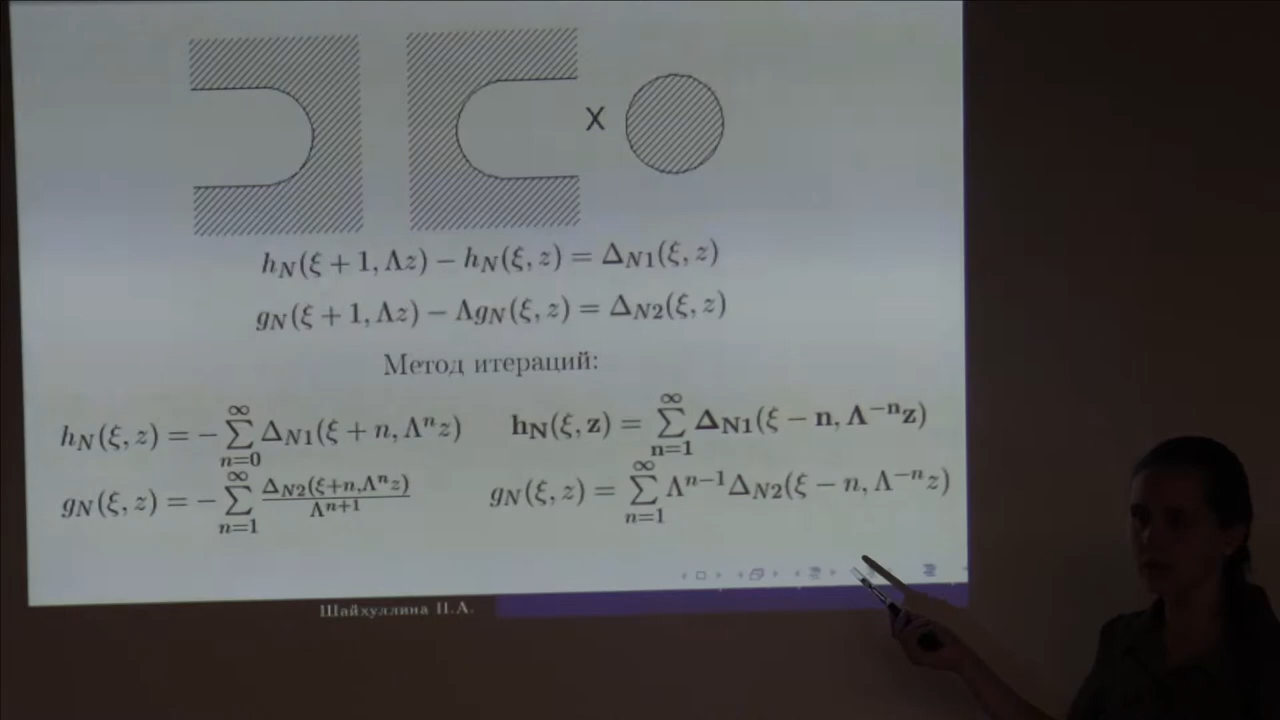 X
h_N(ξ + 1, Λz) − h_N(ξ, z) = Δ_{N1}(ξ, z)
g_N(ξ + 1, Λz) − Λg_N(ξ, z) = Δ_{N2}(ξ, z)
Метод итераций:
h_N(ξ, z) = − ∑_{n=0}^{∞} Δ_{N1}(ξ + n, Λ^n z) h_N(ξ, z) = ∑_{n=1}^{∞} Δ_{N1}(ξ − n, Λ^{−n}z)
g_N(ξ, z) = − ∑_{n=1}^{∞} Δ_{N2}(ξ+n,Λ^n z)/Λ^{n+1} g_N(ξ, z) = ∑_{n=1}^{∞} Λ^{n−1}Δ_{N2}(ξ − n, Λ^{−n}z)
Шайхуллина П.А.